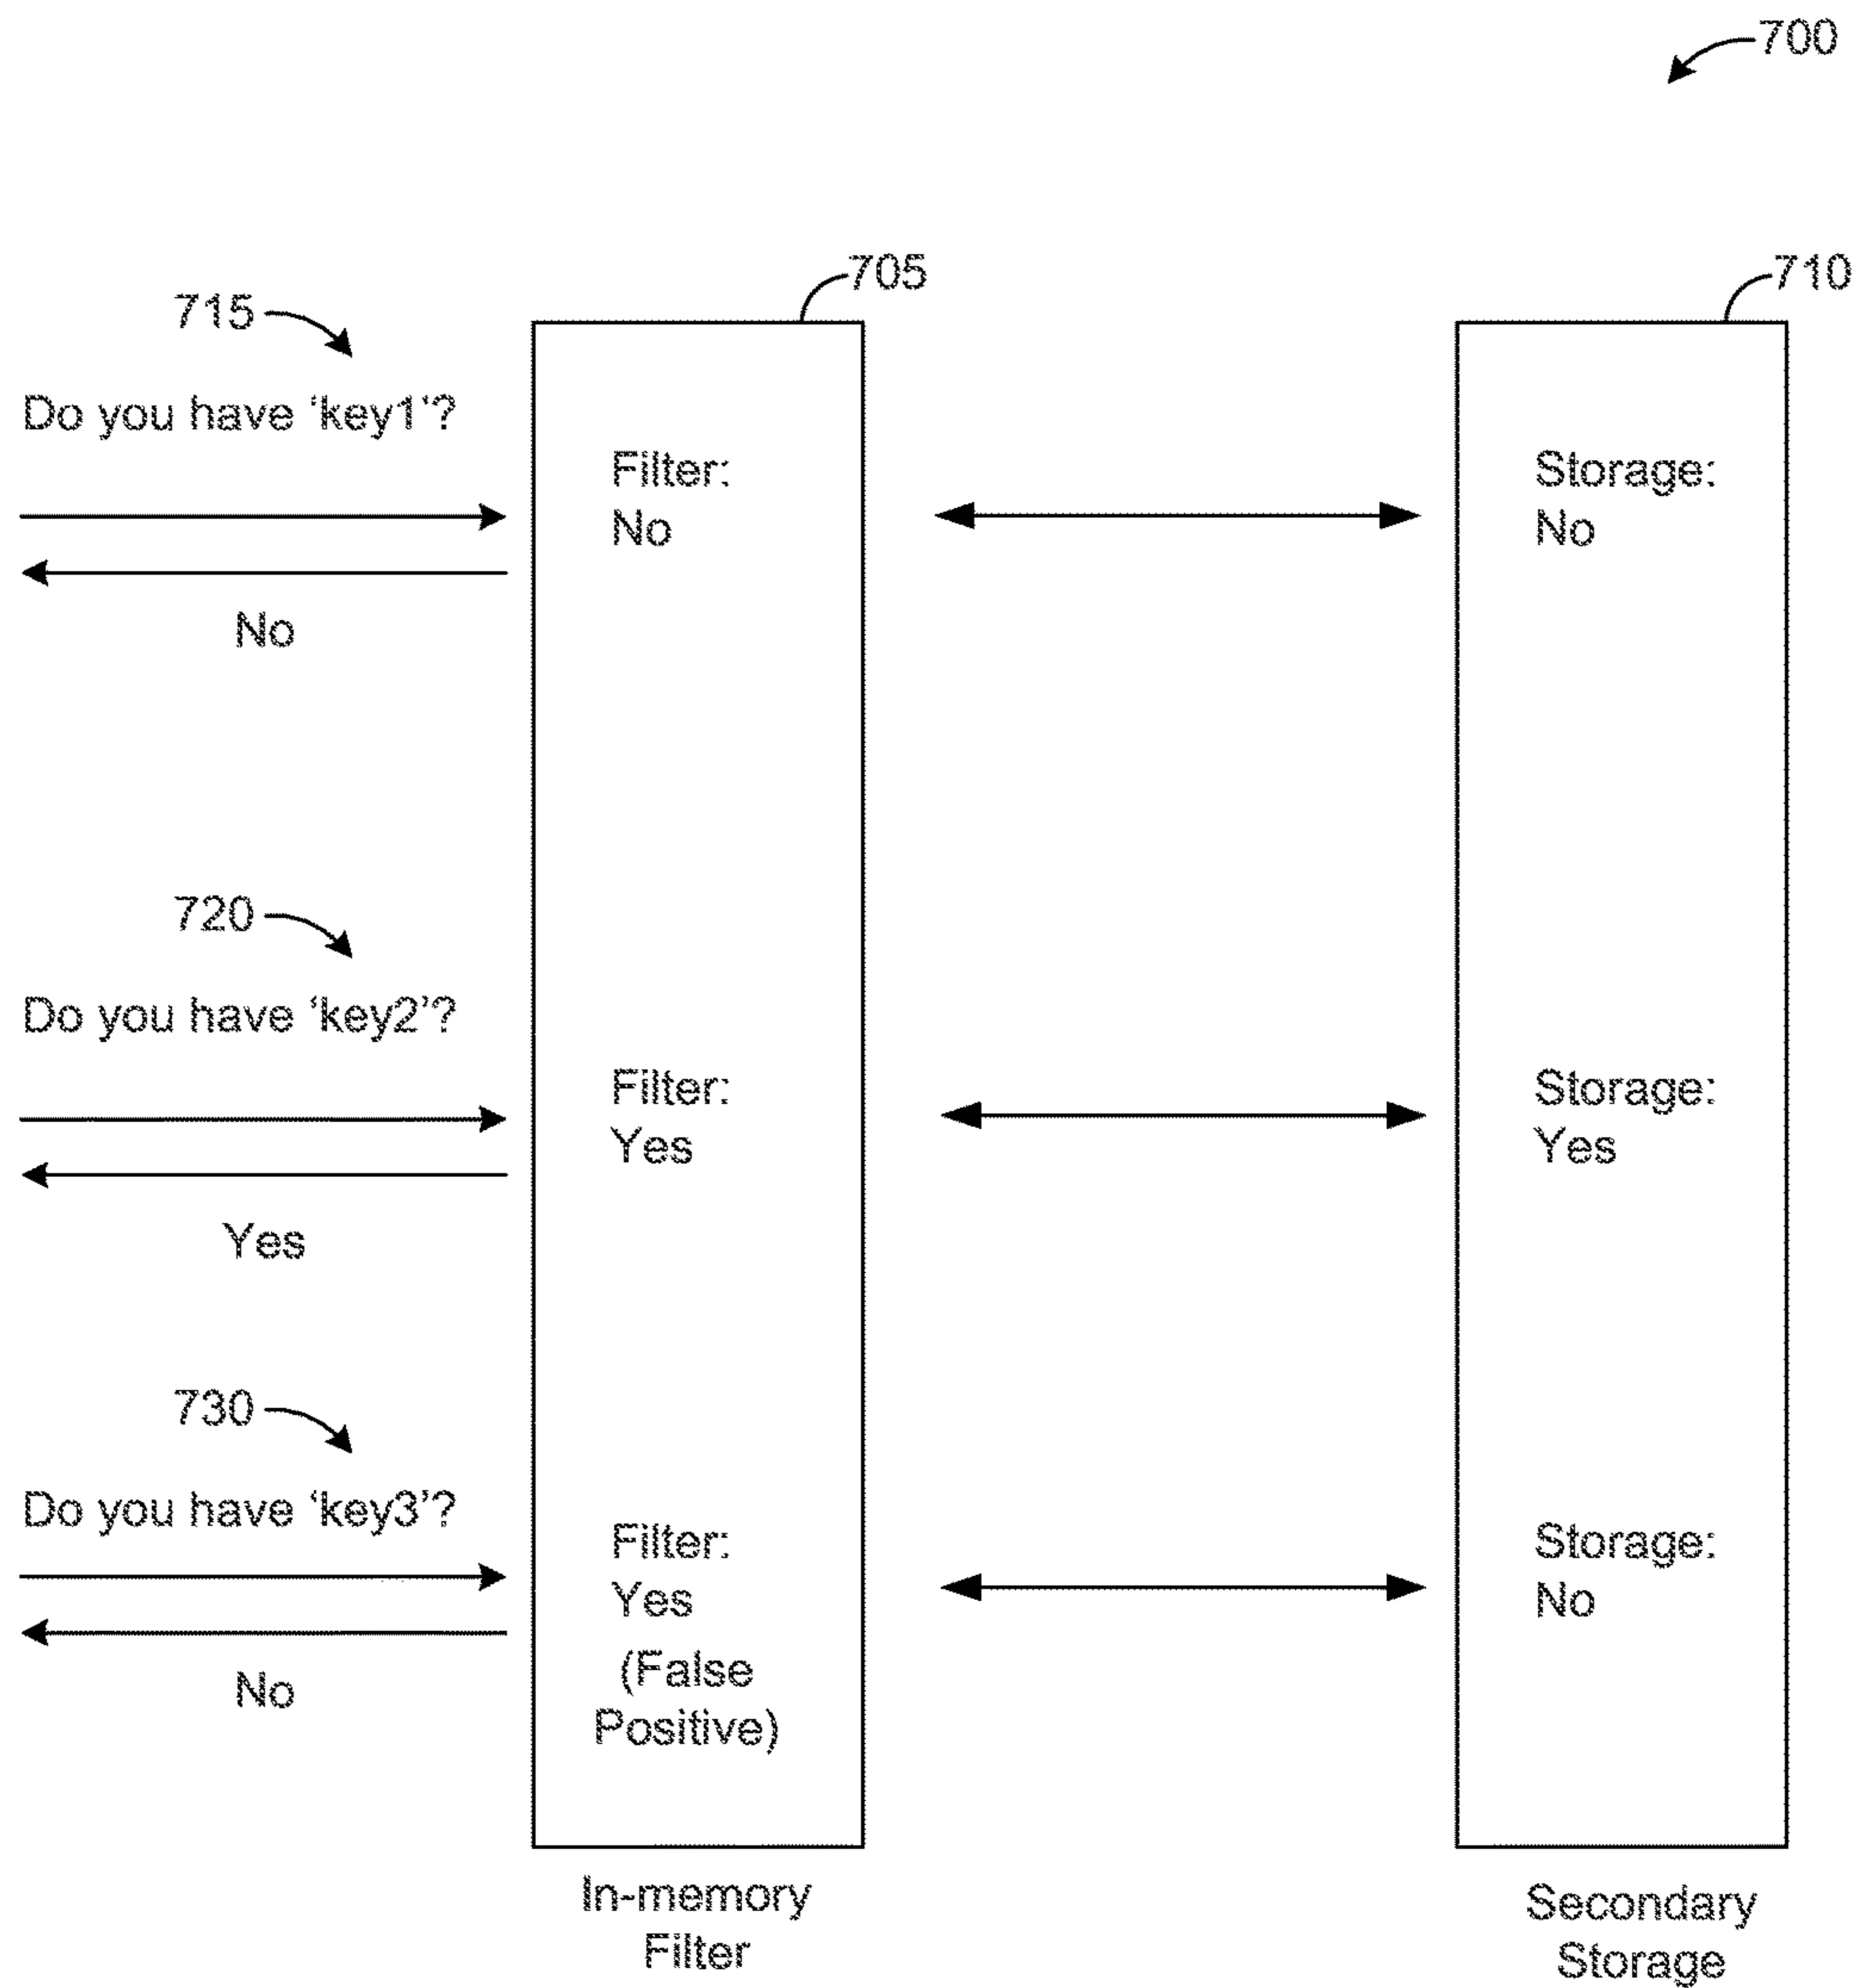 700
705
710
715
Do you have ‘key1‘?
Filter:
No
Storage:
No
No
720
Do you have ‘key2’?
Filter:
Yes
Storage:
Yes
Yes
730
Do you have ‘key3’?
Filter:
Yes
(False
Positive)
Storage:
No
No
In-memory
Filter
Secondary
Storage